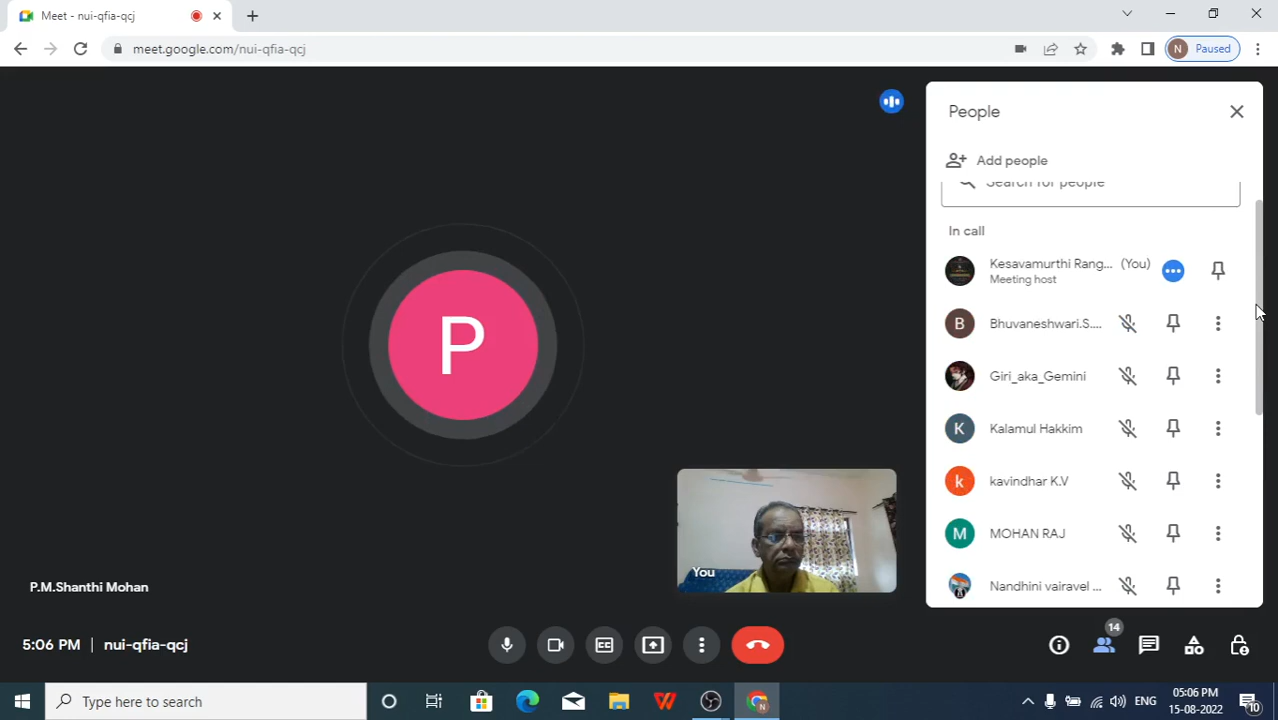 Meet - nui-qfia-qcj
meet.google.com/nui-qfia-qcj
N
Paused
People
Add people
Search for people
In call
Kesavamurthi Rang... (You)
Meeting host
B
Bhuvaneshwari.S....
Giri_aka_Gemini
K
Kalamul Hakkim
k
kavindhar K.V
M
MOHAN RAJ
Nandhini vairavel ...
P
You
P.M.Shanthi Mohan
5:06 PM | nui-qfia-qcj
14
Type here to search
ENG
05:06 PM
15-08-2022
10